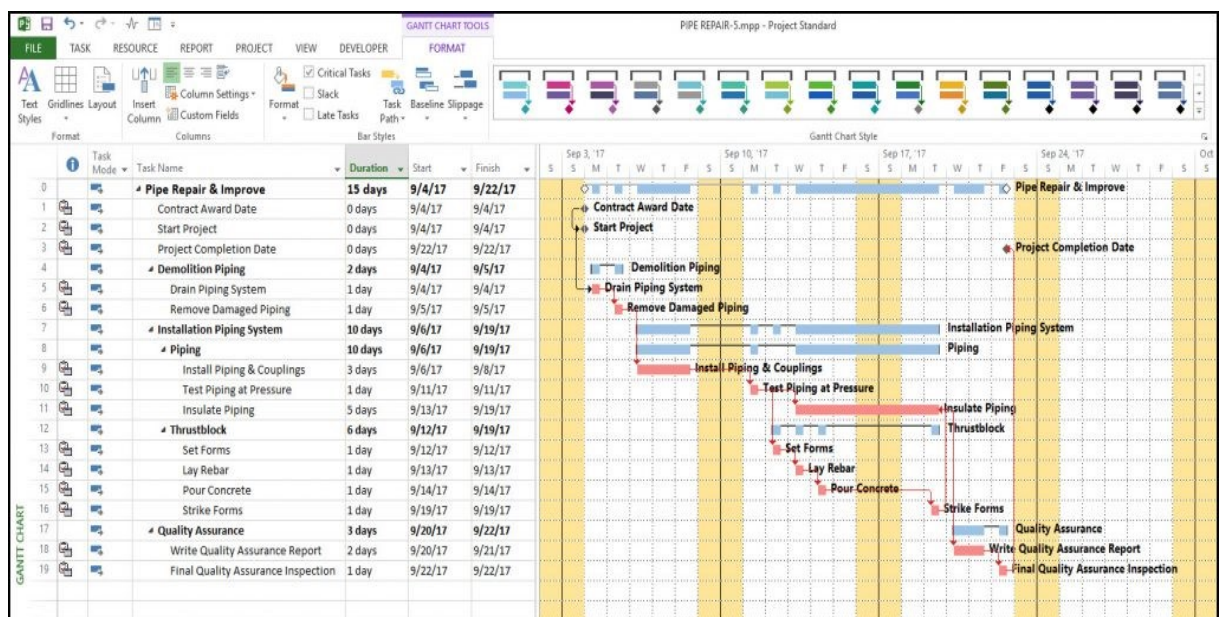 GANTT CHART TOOLS
PIPE REPAIR-5.mpp - Project Standard
FILE TASK RESOURCE REPORT PROJECT VIEW DEVELOPER FORMAT
Text Styles
Gridlines
Layout
Format
Insert Column
Column Settings
Custom Fields
Columns
Format
Critical Tasks
Slack
Late Tasks
Task Path
Baseline
Slippage
Bar Styles
Gantt Chart Style
Task Mode Task Name Duration Start Finish
Sep 3, '17 Sep 10, '17 Sep 17, '17 Sep 24, '17 Oct
S S M T W T F S S M T W T F S S M T W T F S S M T W T F S S
0 Pipe Repair & Improve 15 days 9/4/17 9/22/17 Pipe Repair & Improve
1 Contract Award Date 0 days 9/4/17 9/4/17 Contract Award Date
2 Start Project 0 days 9/4/17 9/4/17 Start Project
3 Project Completion Date 0 days 9/22/17 9/22/17 Project Completion Date
4 Demolition Piping 2 days 9/4/17 9/5/17 Demolition Piping
5 Drain Piping System 1 day 9/4/17 9/4/17 Drain Piping System
6 Remove Damaged Piping 1 day 9/5/17 9/5/17 Remove Damaged Piping
7 Installation Piping System 10 days 9/6/17 9/19/17 Installation Piping System
8 Piping 10 days 9/6/17 9/19/17 Piping
9 Install Piping & Couplings 3 days 9/6/17 9/8/17 Install Piping & Couplings
10 Test Piping at Pressure 1 day 9/11/17 9/11/17 Test Piping at Pressure
11 Insulate Piping 5 days 9/13/17 9/19/17 Insulate Piping
12 Thrustblock 6 days 9/12/17 9/19/17 Thrustblock
13 Set Forms 1 day 9/12/17 9/12/17 Set Forms
14 Lay Rebar 1 day 9/13/17 9/13/17 Lay Rebar
15 Pour Concrete 1 day 9/14/17 9/14/17 Pour Concrete
16 Strike Forms 1 day 9/19/17 9/19/17 Strike Forms
17 Quality Assurance 3 days 9/20/17 9/22/17 Quality Assurance
18 Write Quality Assurance Report 2 days 9/20/17 9/21/17 Write Quality Assurance Report
19 Final Quality Assurance Inspection 1 day 9/22/17 9/22/17 Final Quality Assurance Inspection
GANTT CHART